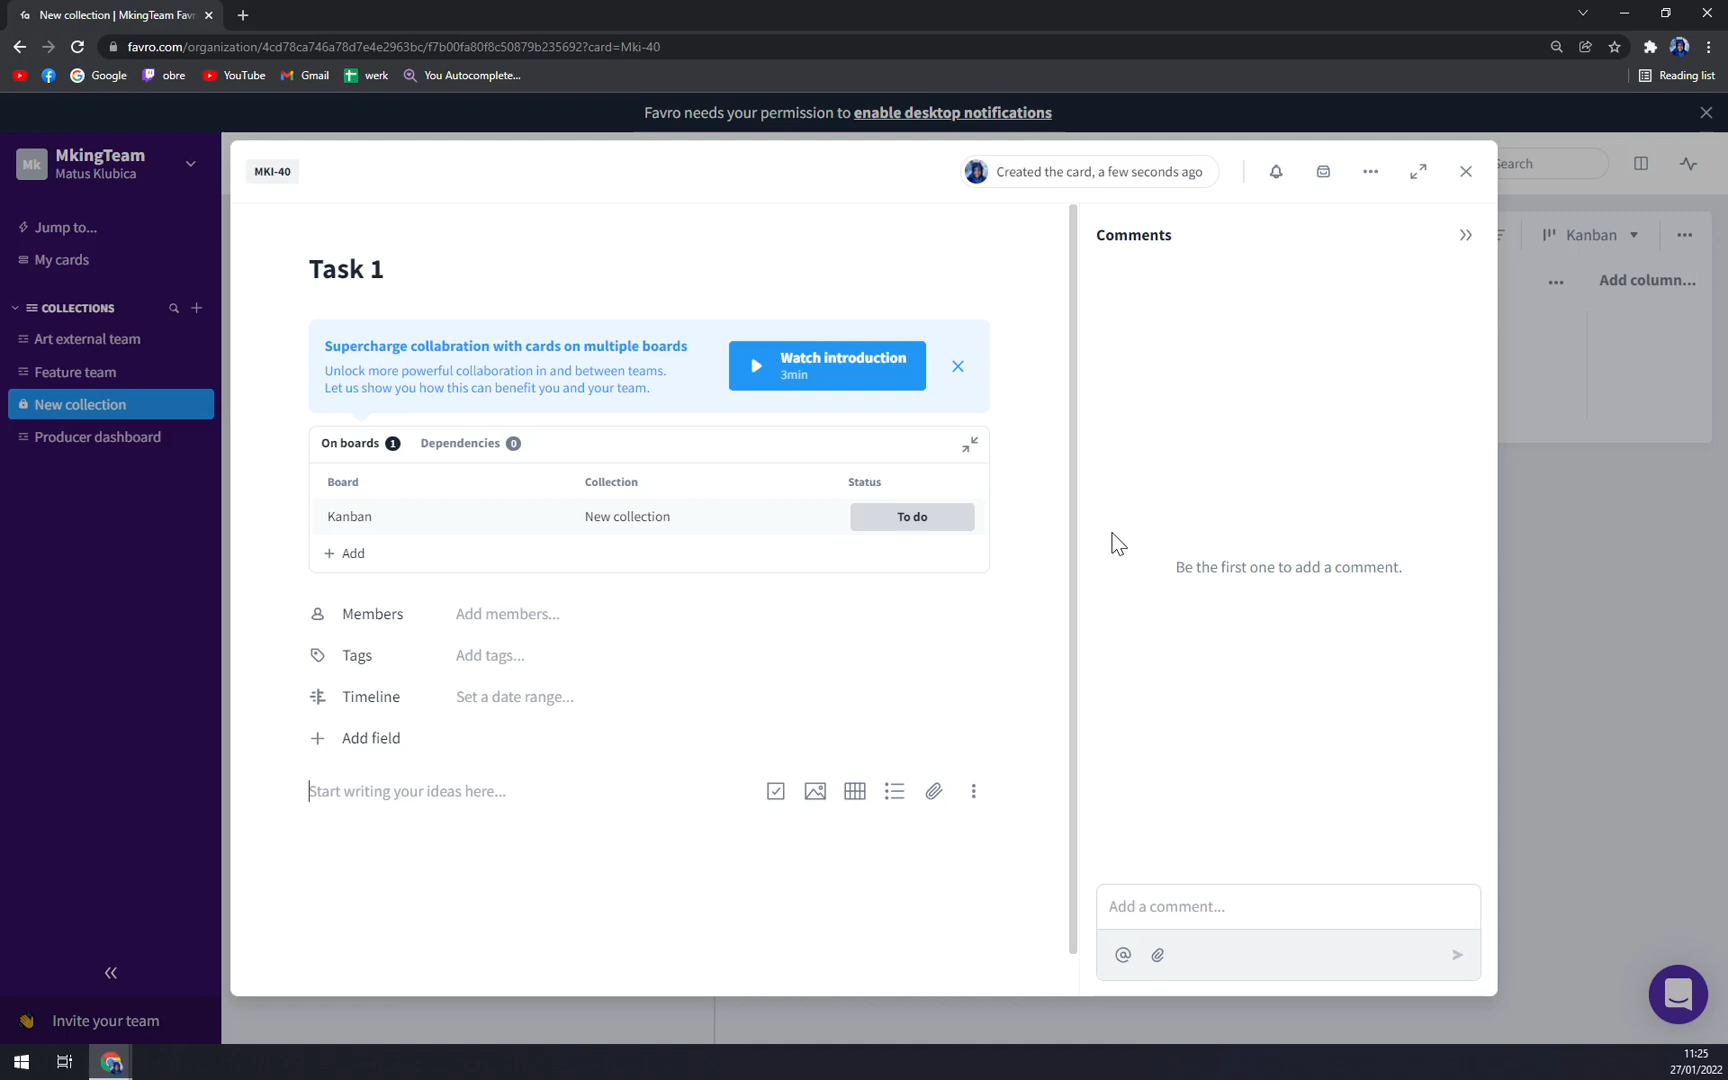 New collection | MkingTeam Favr
favro.com/organization/4cd78ca746a78d7e4e2963bc/f7b00fa80f8c50879b235692?card=Mki-40
Google
obre
YouTube
Gmail
werk
You Autocomplete...
Reading list
Favro needs your permission to enable desktop notifications
Mk
MkingTeam
Matus Klubica
Jump to...
My cards
COLLECTIONS
Art external team
Feature team
New collection
Producer dashboard
Invite your team
MKI-40
Created the card, a few seconds ago
Search
Kanban
Add column...
Task 1
Supercharge collabration with cards on multiple boards
Unlock more powerful collaboration in and between teams.
Let us show you how this can benefit you and your team.
Watch introduction
3min
On boards 1
Dependencies 0
Board
Collection
Status
Kanban
New collection
To do
+ Add
Members
Add members...
Tags
Add tags...
Timeline
Set a date range...
Add field
Start writing your ideas here...
Comments
Be the first one to add a comment.
Add a comment...
11:25
27/01/2022